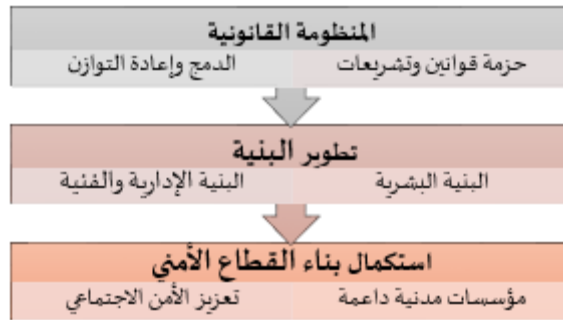 المنظومة القانونية
حزمة قوانين وتشريعات الدمج وإعادة التوازن
تطوير البنية
البنية البشرية البنية الإدارية والفنية
استكمال بناء القطاع الأمني
مؤسسات مدنية داعمة تعزيز الأمن الاجتماعي